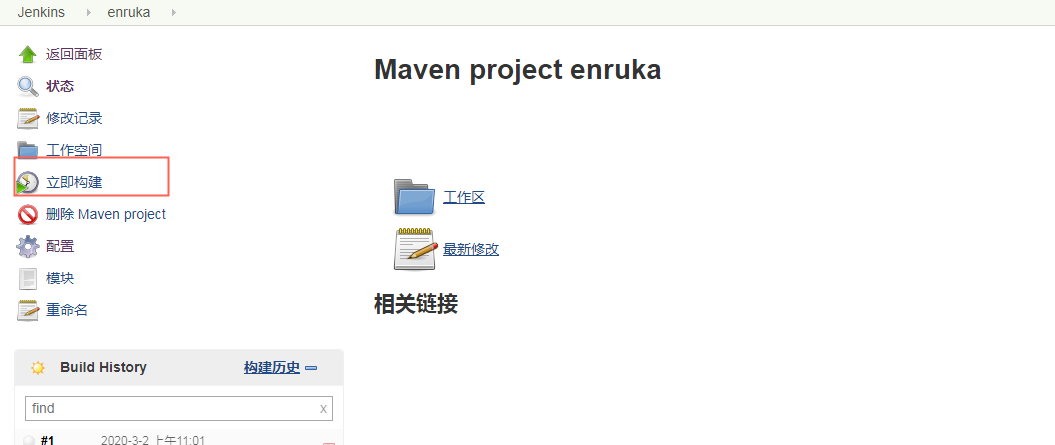 Jenkins enruka
返回面板
状态
修改记录
工作空间
立即构建
删除 Maven project
配置
模块
重命名
Maven project enruka
工作区
最新修改
相关链接
Build History 构建历史
find x
#1 2020-3-2 上午11:01